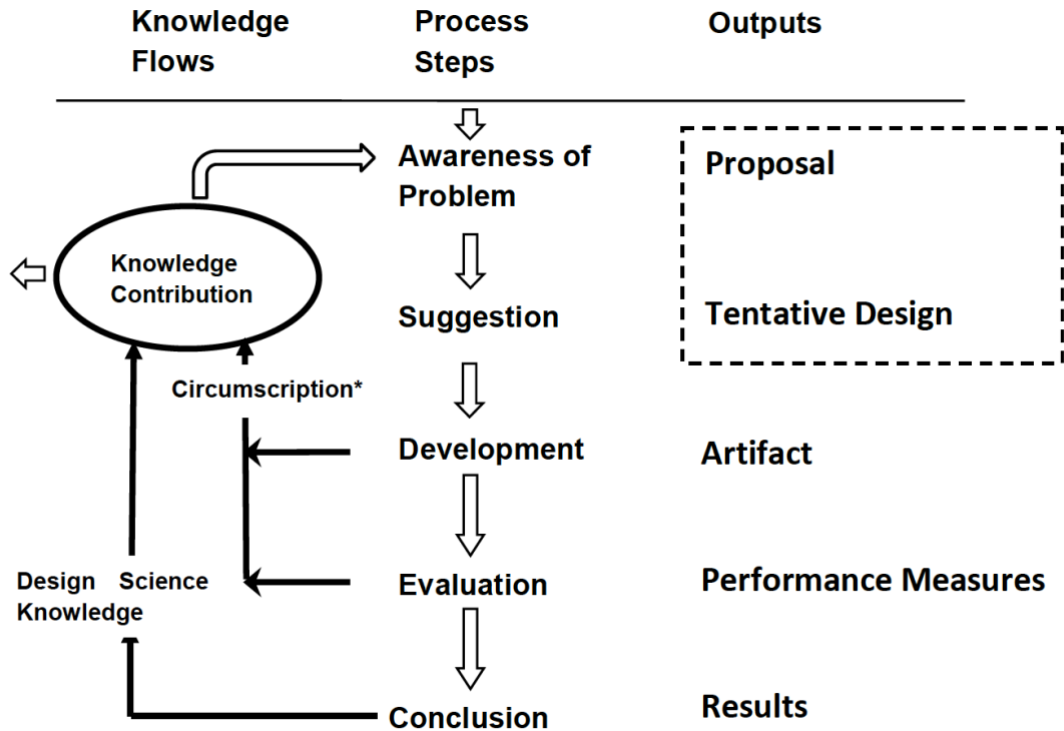 Knowledge
Flows
Process
Steps
Outputs
Awareness of
Problem
Proposal
Knowledge
Contribution
Suggestion
Tentative Design
Circumscription*
Development
Artifact
Design Science
Knowledge
Evaluation
Performance Measures
Conclusion
Results